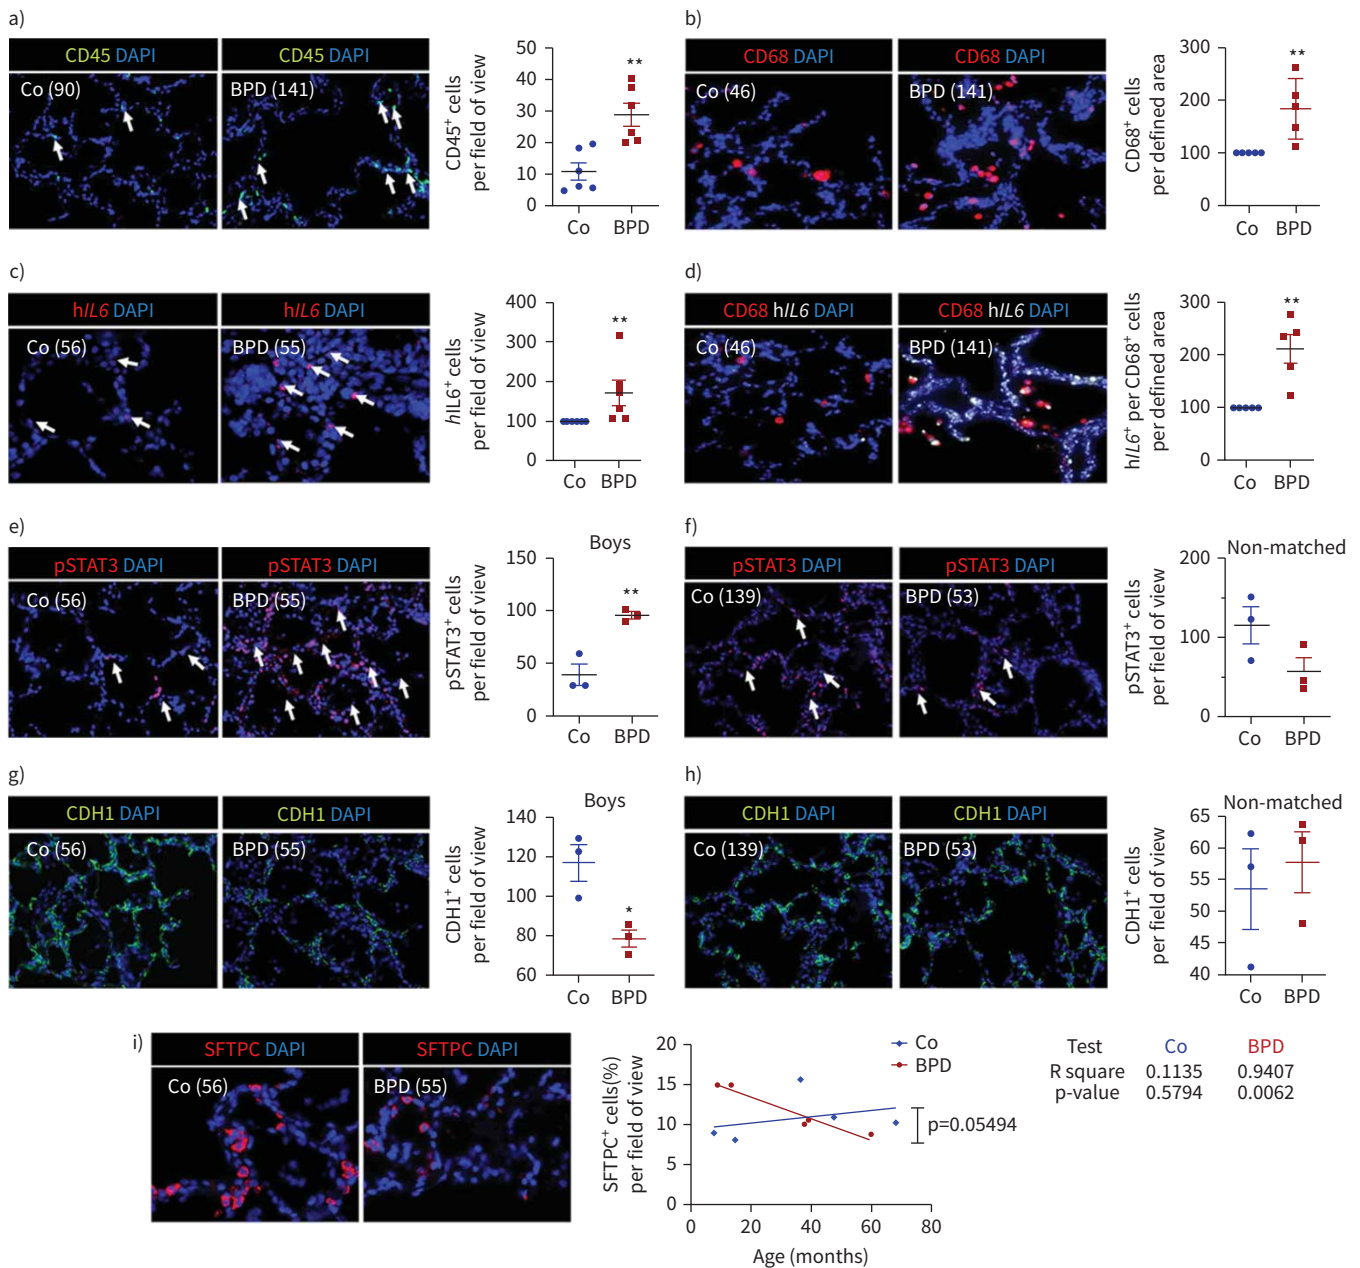 a)
CD45 DAPI
CD45 DAPI
Co (90)
BPD (141)
CD45+ cells
per field of view
50
40
30
20
10
0
**
Co
BPD
b)
CD68 DAPI
CD68 DAPI
Co (46)
BPD (141)
CD68+ cells
per defined area
300
200
100
0
**
Co
BPD
c)
hIL6 DAPI
hIL6 DAPI
Co (56)
BPD (55)
hIL6+ cells
per field of view
400
300
200
100
0
**
Co
BPD
d)
CD68 hIL6 DAPI
CD68 hIL6 DAPI
Co (46)
BPD (141)
hIL6+ per CD68+ cells
per defined area
300
200
100
0
**
Co
BPD
e)
pSTAT3 DAPI
pSTAT3 DAPI
Co (56)
BPD (55)
pSTAT3+ cells
per field of view
Boys
150
100
50
0
**
Co
BPD
f)
pSTAT3 DAPI
pSTAT3 DAPI
Co (139)
BPD (53)
pSTAT3+ cells
per field of view
Non-matched
200
100
0
Co
BPD
g)
CDH1 DAPI
CDH1 DAPI
Co (56)
BPD (55)
CDH1+ cells
per field of view
Boys
140
120
100
80
60
*
Co
BPD
h)
CDH1 DAPI
CDH1 DAPI
Co (139)
BPD (53)
CDH1+ cells
per field of view
Non-matched
65
60
55
50
45
40
Co
BPD
i)
SFTPC DAPI
SFTPC DAPI
Co (56)
BPD (55)
SFTPC+ cells(%)
per field of view
20
15
10
5
0
0 20 40 60 80
Age (months)
Co
BPD
p=0.05494
Test Co BPD
R square 0.1135 0.9407
p-value 0.5794 0.0062